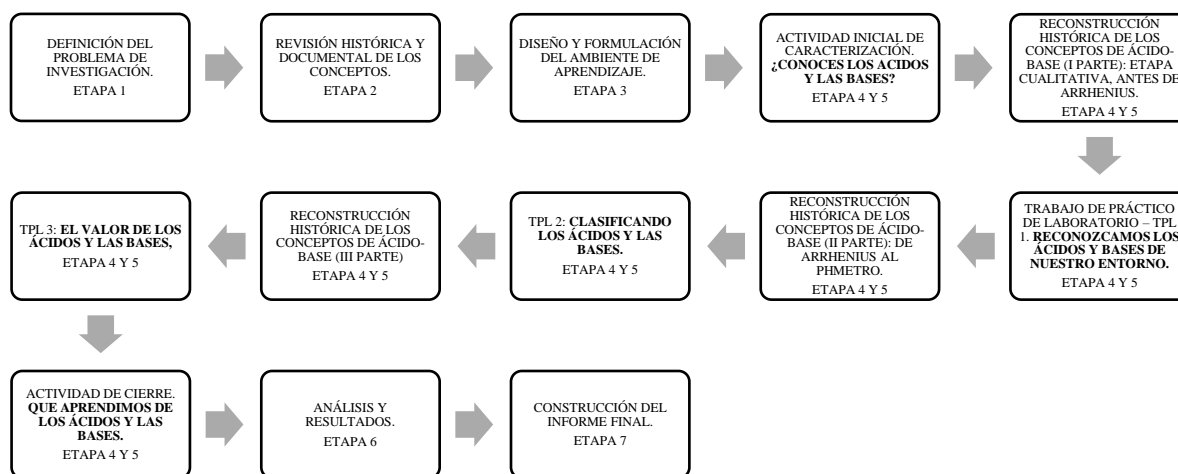 DEFINICIÓN DEL
PROBLEMA DE
INVESTIGACIÓN.
ETAPA 1
REVISIÓN HISTÓRICA Y
DOCUMENTAL DE LOS
CONCEPTOS.
ETAPA 2
DISEÑO Y FORMULACIÓN
DEL AMBIENTE DE
APRENDIZAJE.
ETAPA 3
ACTIVIDAD INICIAL DE
CARACTERIZACIÓN.
¿CONOCES LOS ACIDOS
Y LAS BASES?
ETAPA 4 Y 5
RECONSTRUCCIÓN
HISTÓRICA DE LOS
CONCEPTOS DE ÁCIDO-
BASE (I PARTE): ETAPA
CUALITATIVA, ANTES DE
ARRHENIUS.
ETAPA 4 Y 5
TRABAJO DE PRÁCTICO
DE LABORATORIO – TPL
1. RECONOZCAMOS LOS
ÁCIDOS Y BASES DE
NUESTRO ENTORNO.
ETAPA 4 Y 5
RECONSTRUCCIÓN
HISTÓRICA DE LOS
CONCEPTOS DE ÁCIDO-
BASE (II PARTE): DE
ARRHENIUS AL
PHMETRO.
ETAPA 4 Y 5
TPL 2: CLASIFICANDO
LOS ÁCIDOS Y LAS
BASES.
ETAPA 4 Y 5
RECONSTRUCCIÓN
HISTÓRICA DE LOS
CONCEPTOS DE ÁCIDO-
BASE (III PARTE)
ETAPA 4 Y 5
TPL 3: EL VALOR DE LOS
ÁCIDOS Y LAS BASES,
ETAPA 4 Y 5
ACTIVIDAD DE CIERRE.
QUE APRENDIMOS DE
LOS ÁCIDOS Y LAS
BASES.
ETAPA 4 Y 5
ANÁLISIS Y
RESULTADOS.
ETAPA 6
CONSTRUCCIÓN DEL
INFORME FINAL.
ETAPA 7